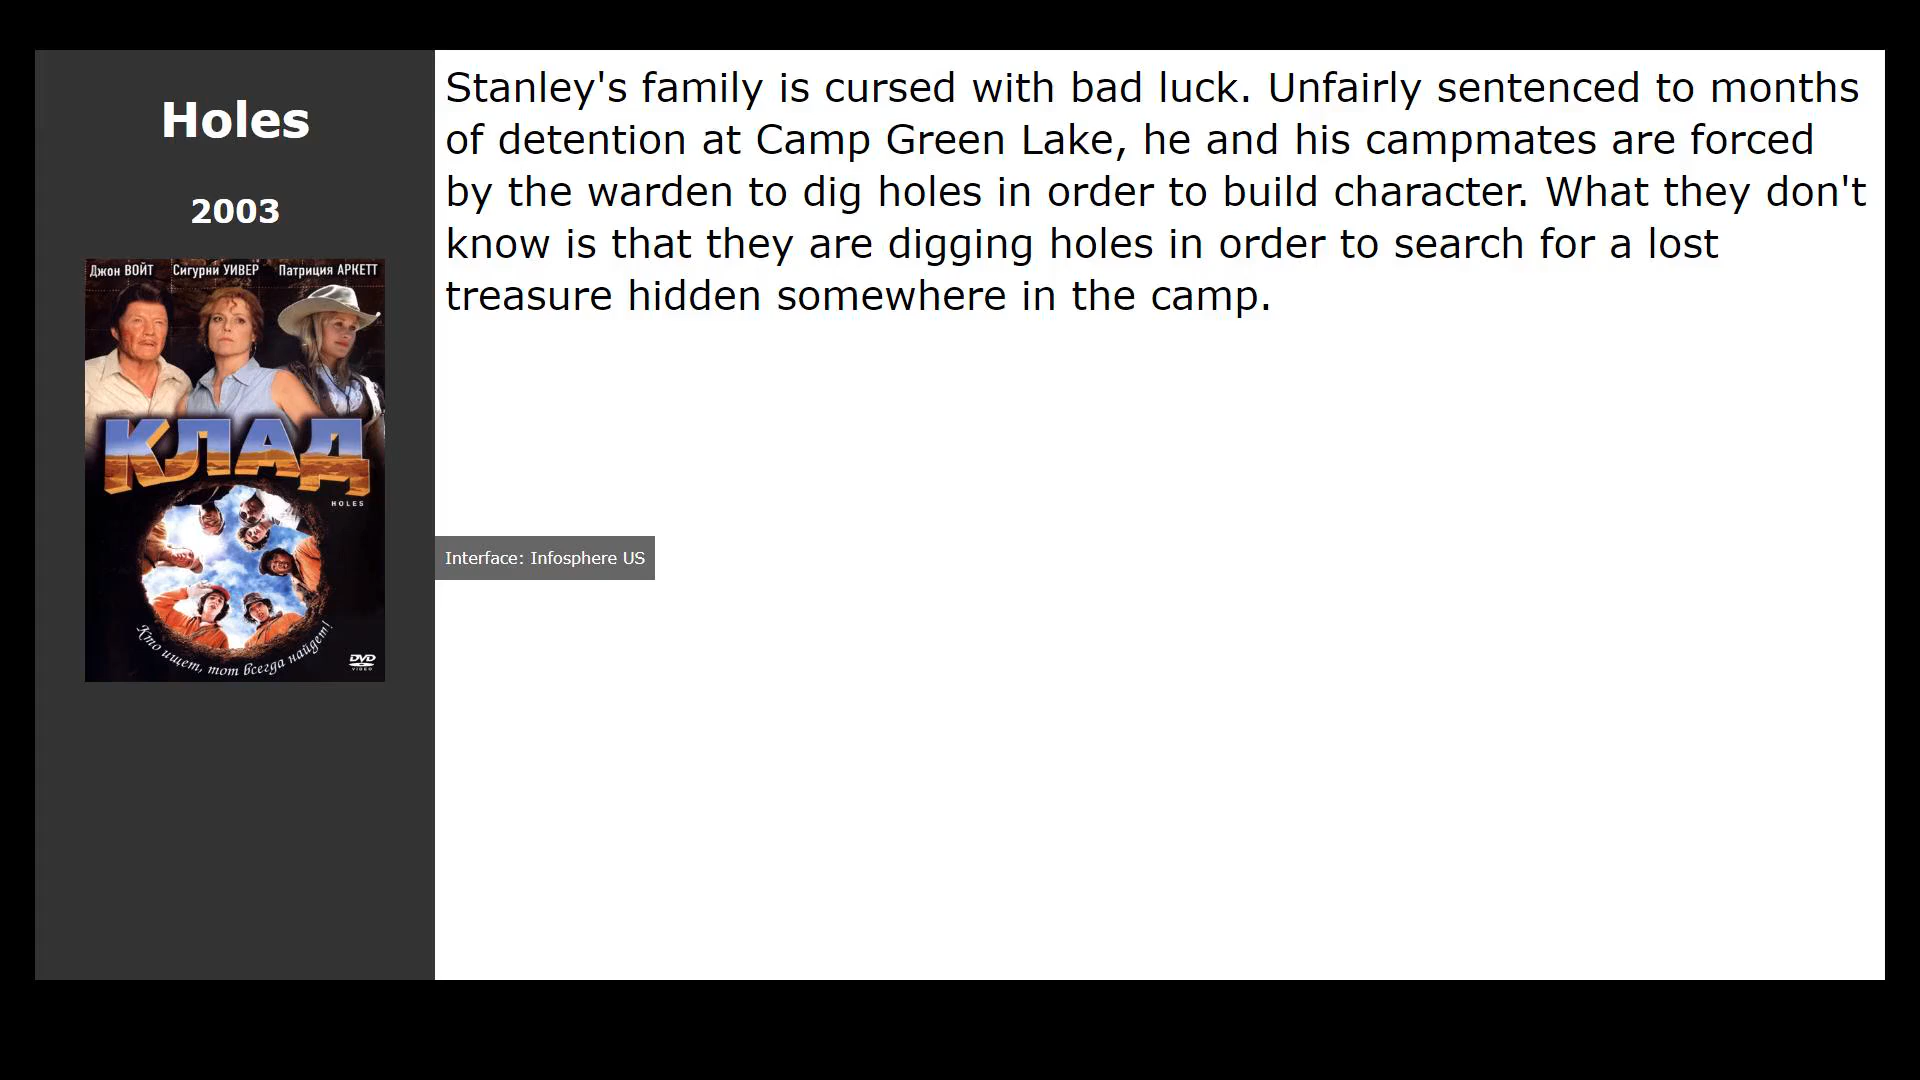 Holes
2003
Джон ВОЙТ Сигурни УИВЕР Патриция АРКЕТТ
КЛАД
HOLES
Кто ищет, тот всегда найдет!
DVD
VIDEO
Stanley's family is cursed with bad luck. Unfairly sentenced to months
of detention at Camp Green Lake, he and his campmates are forced
by the warden to dig holes in order to build character. What they don't
know is that they are digging holes in order to search for a lost
treasure hidden somewhere in the camp.
Interface: Infosphere US